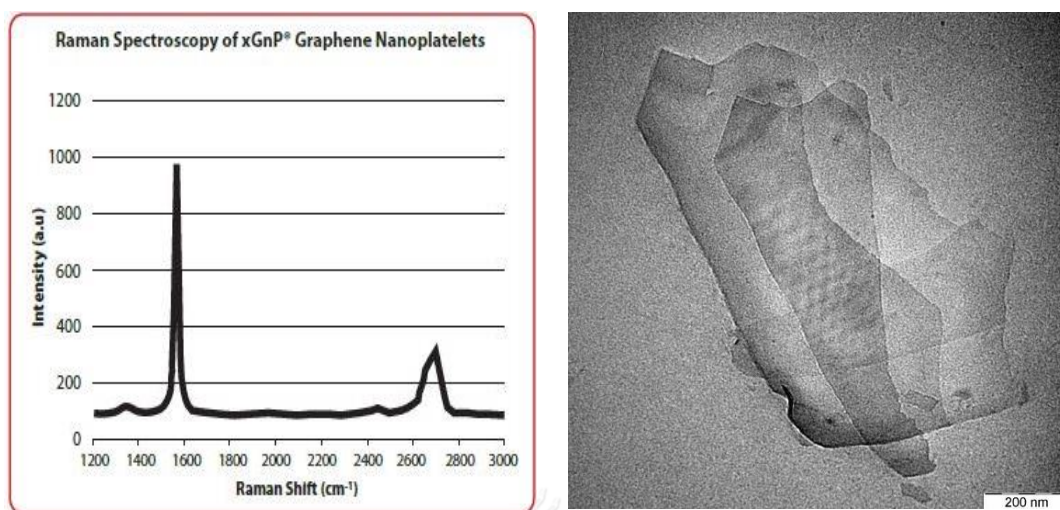 Raman Spectroscopy of xGnP® Graphene Nanoplatelets
1200
1000
800
600
400
200
0
Intensity (a.u)
1200 1400 1600 1800 2000 2200 2400 2600 2800 3000
Raman Shift (cm-1)
200 nm